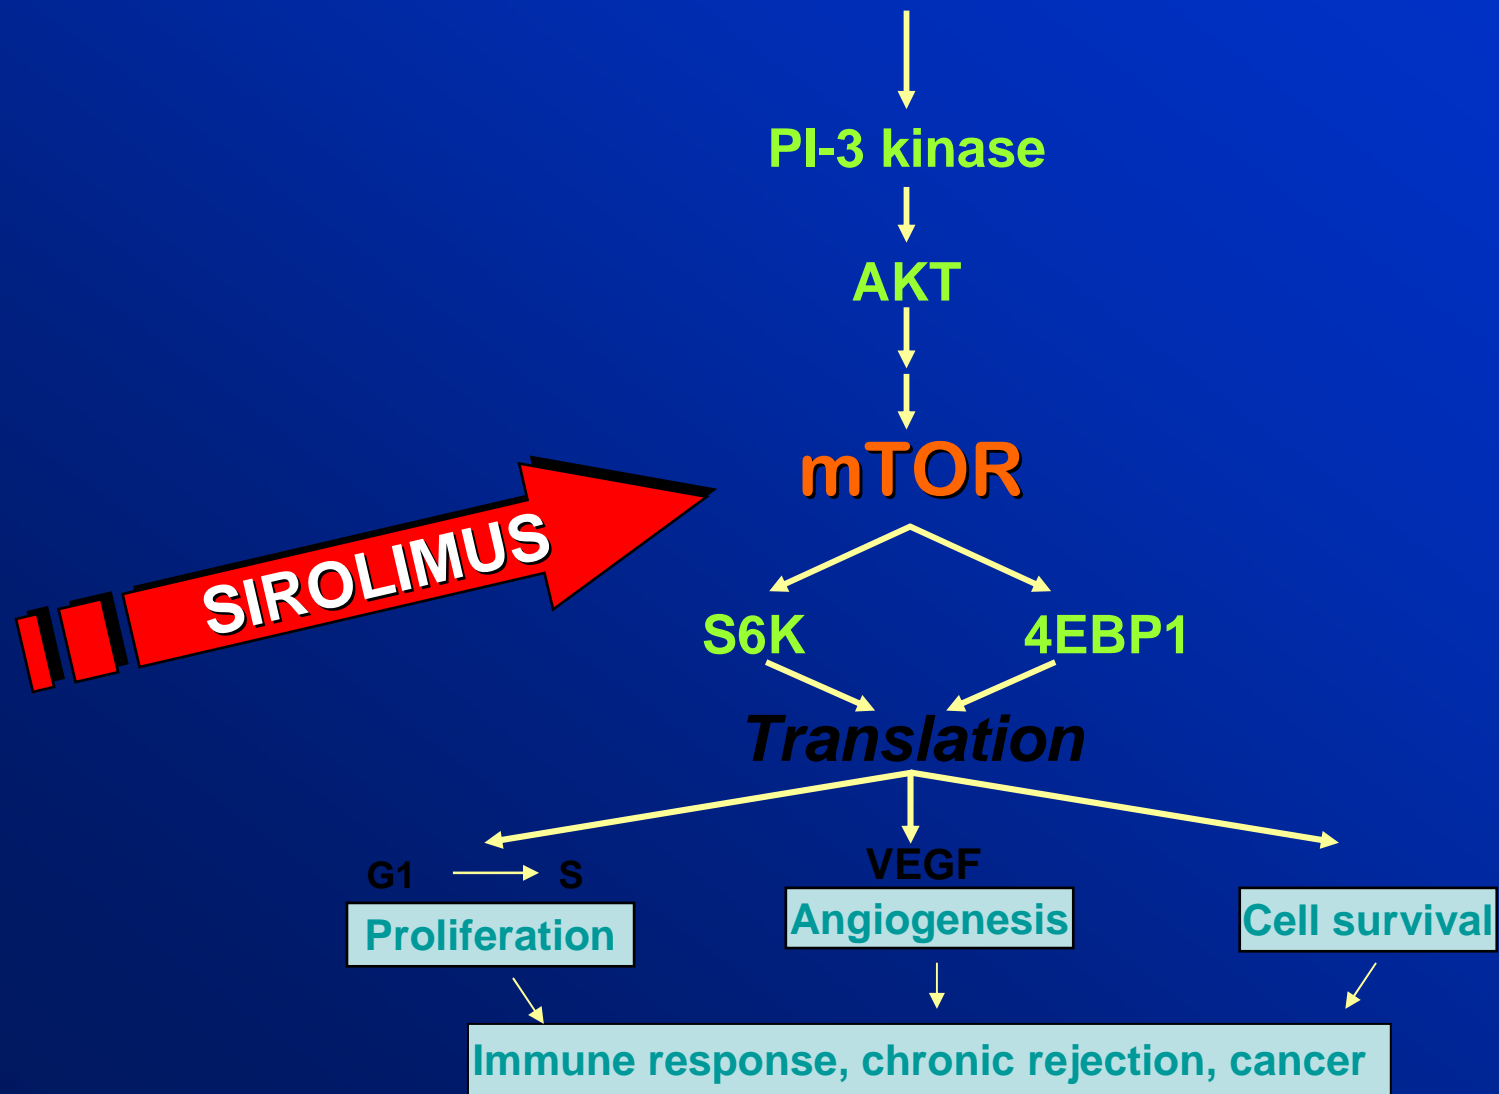 PI-3 kinase
AKT
mTOR
SIROLIMUS
S6K 4EBP1
Translation
G1 S VEGF
Proliferation Angiogenesis Cell survival
Immune response, chronic rejection, cancer